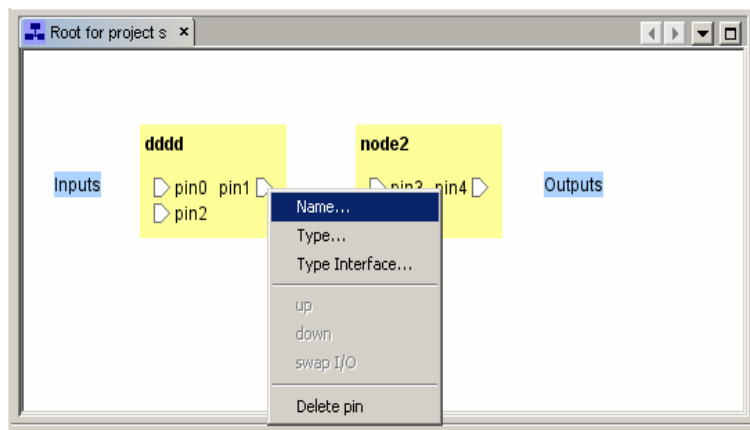 Root for project s
dddd
node2
Inputs
pin0 pin1
pin3 pin4
Outputs
pin2
Name...
Type...
Type Interface...
up
down
swap I/O
Delete pin